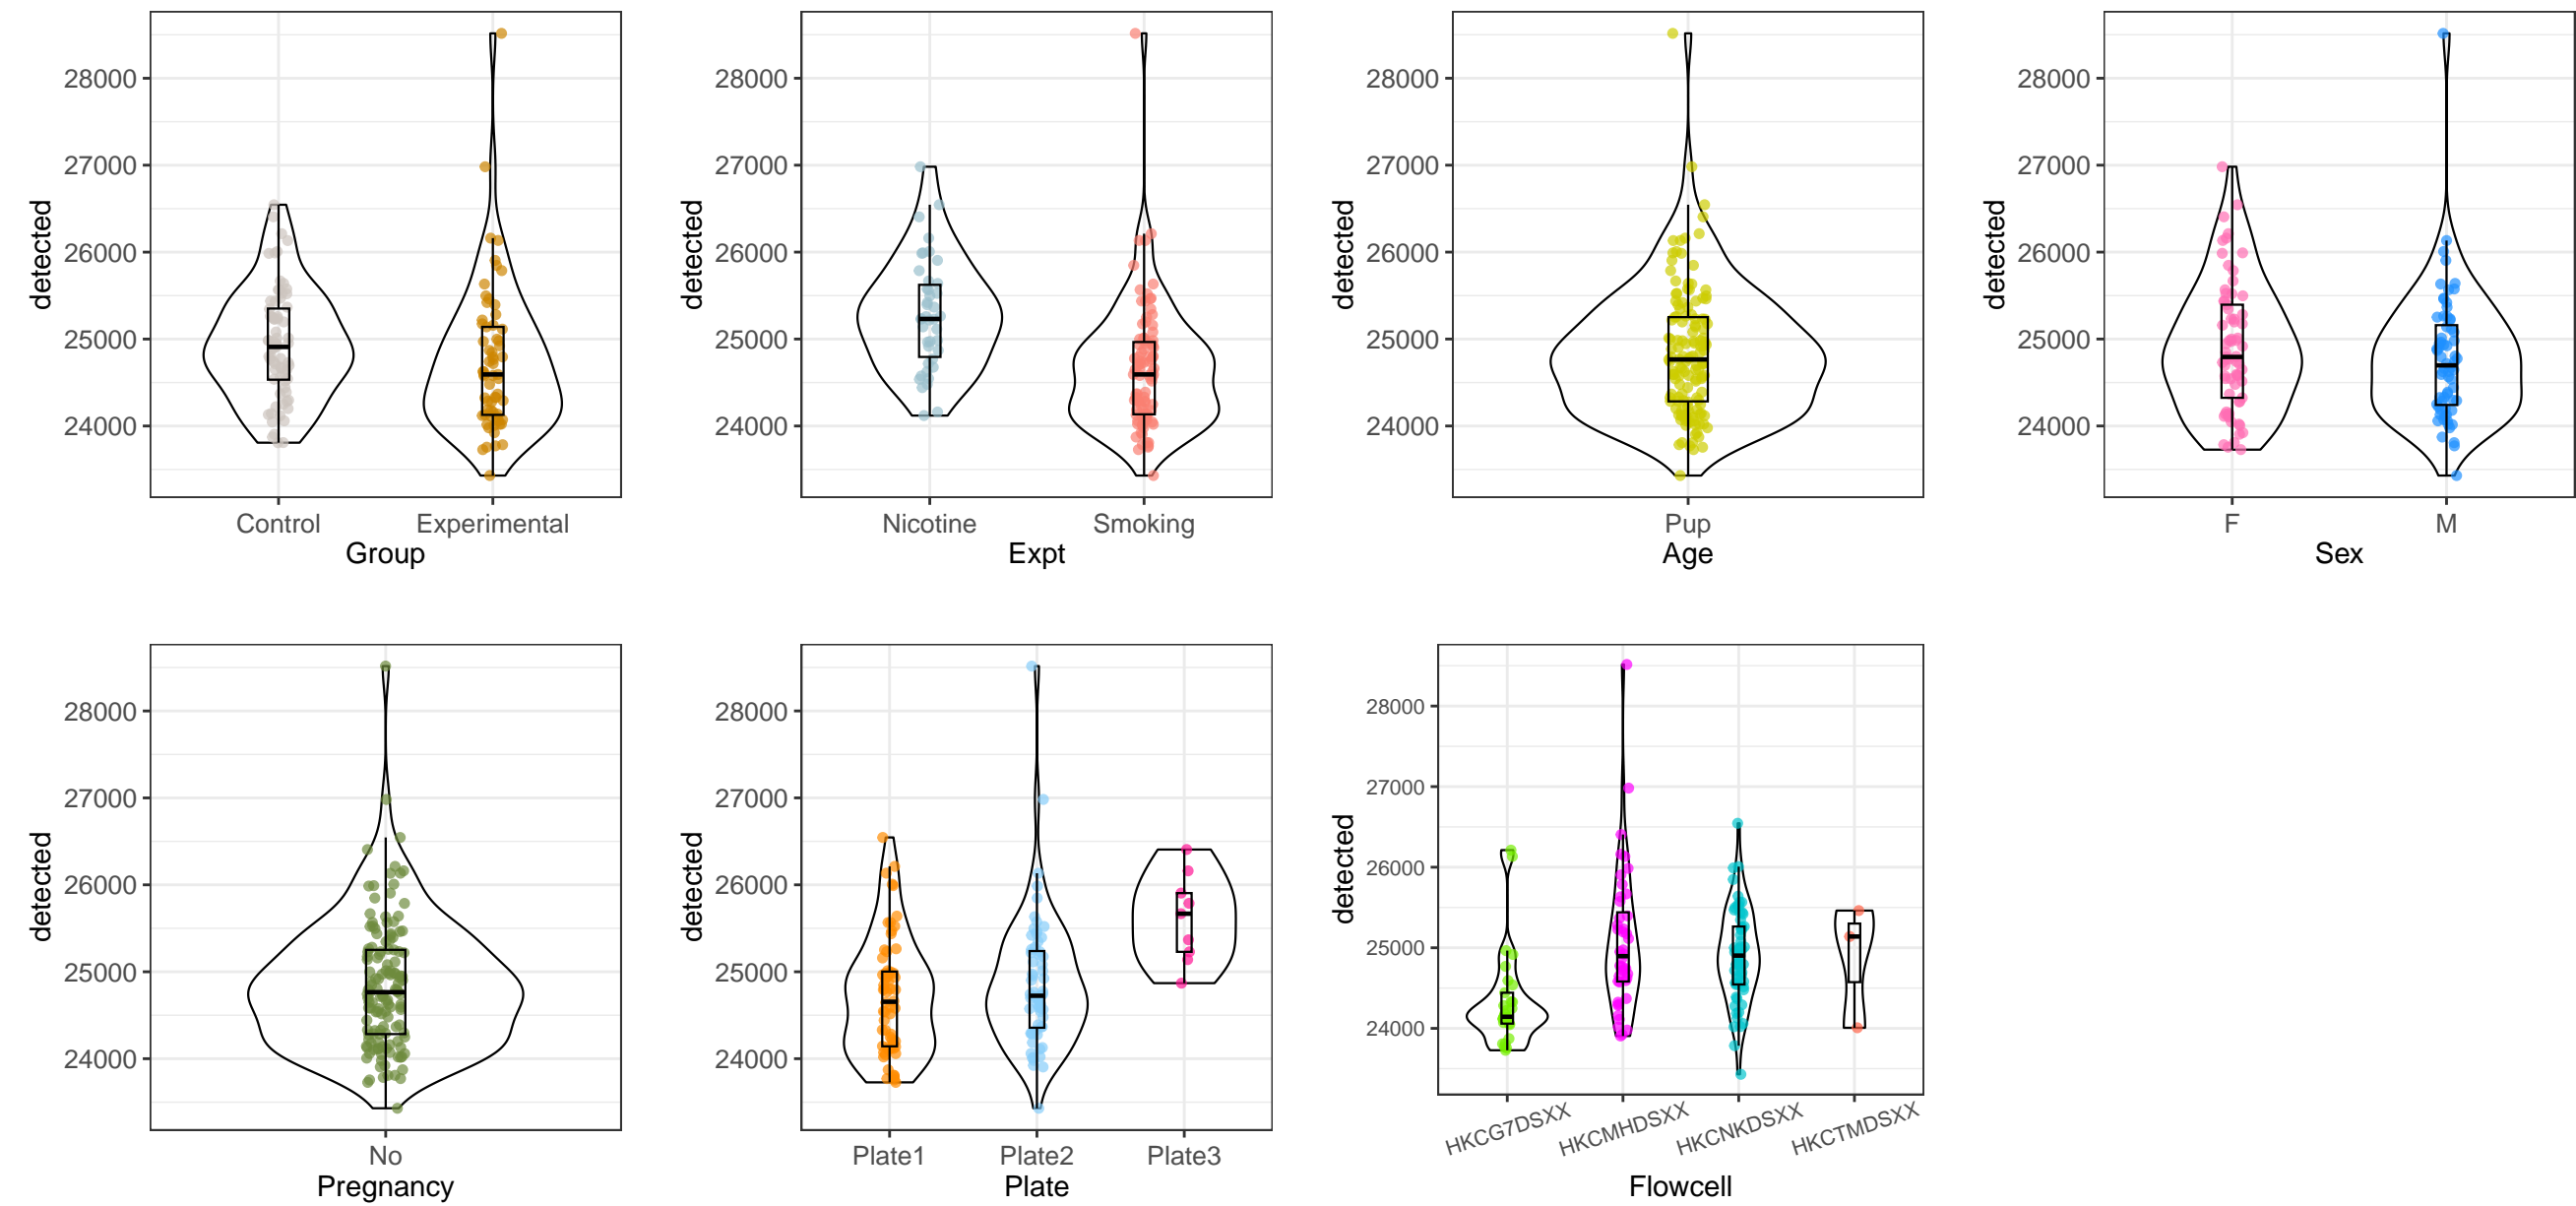 detected
28000
27000
26000
25000
24000
Control Experimental
Group
detected
28000
27000
26000
25000
24000
Nicotine Smoking
Expt
detected
28000
27000
26000
25000
24000
Pup
Age
detected
28000
27000
26000
25000
24000
F M
Sex
detected
28000
27000
26000
25000
24000
No
Pregnancy
detected
28000
27000
26000
25000
24000
Plate1 Plate2 Plate3
Plate
detected
28000
27000
26000
25000
24000
HKCG7DSXX HKCMHDSXX HKCNKDSXX HKCTMDSXX
Flowcell